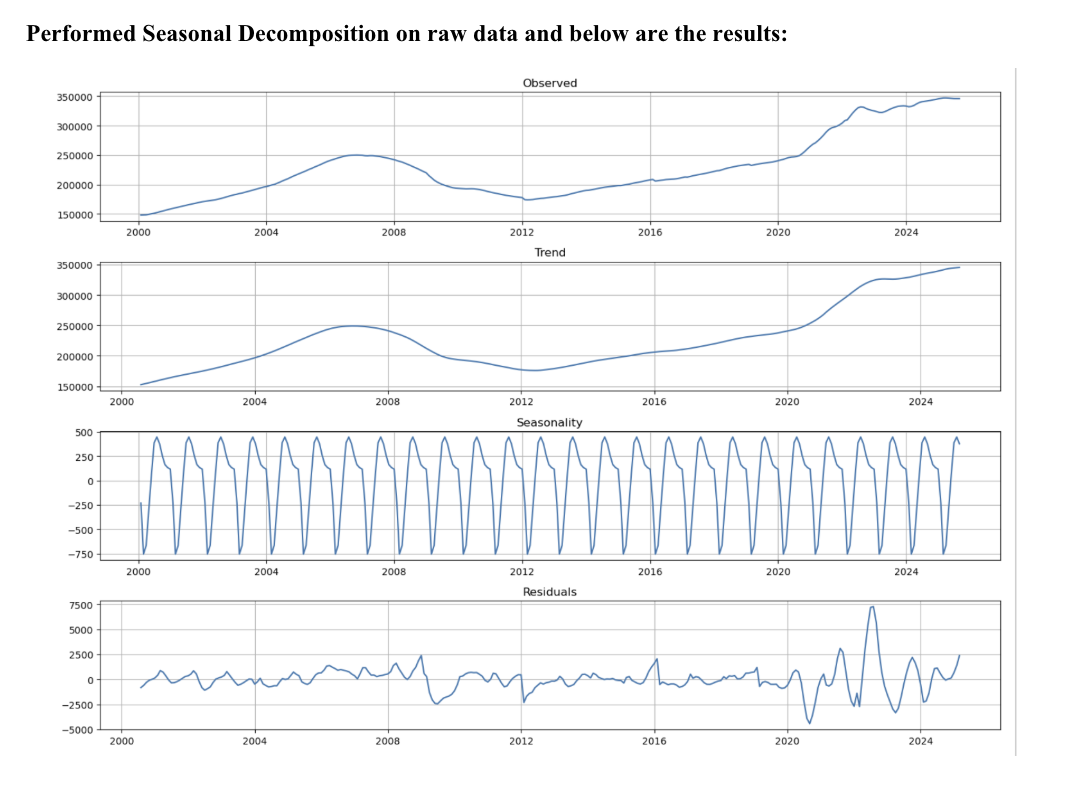 Performed Seasonal Decomposition on raw data and below are the results:
Observed
350000
300000
250000
200000
150000
2000 2004 2008 2012 2016 2020 2024
Trend
350000
300000
250000
200000
150000
2000 2004 2008 2012 2016 2020 2024
Seasonality
500
250
0
−250
−500
−750
2000 2004 2008 2012 2016 2020 2024
Residuals
7500
5000
2500
0
−2500
−5000
2000 2004 2008 2012 2016 2020 2024